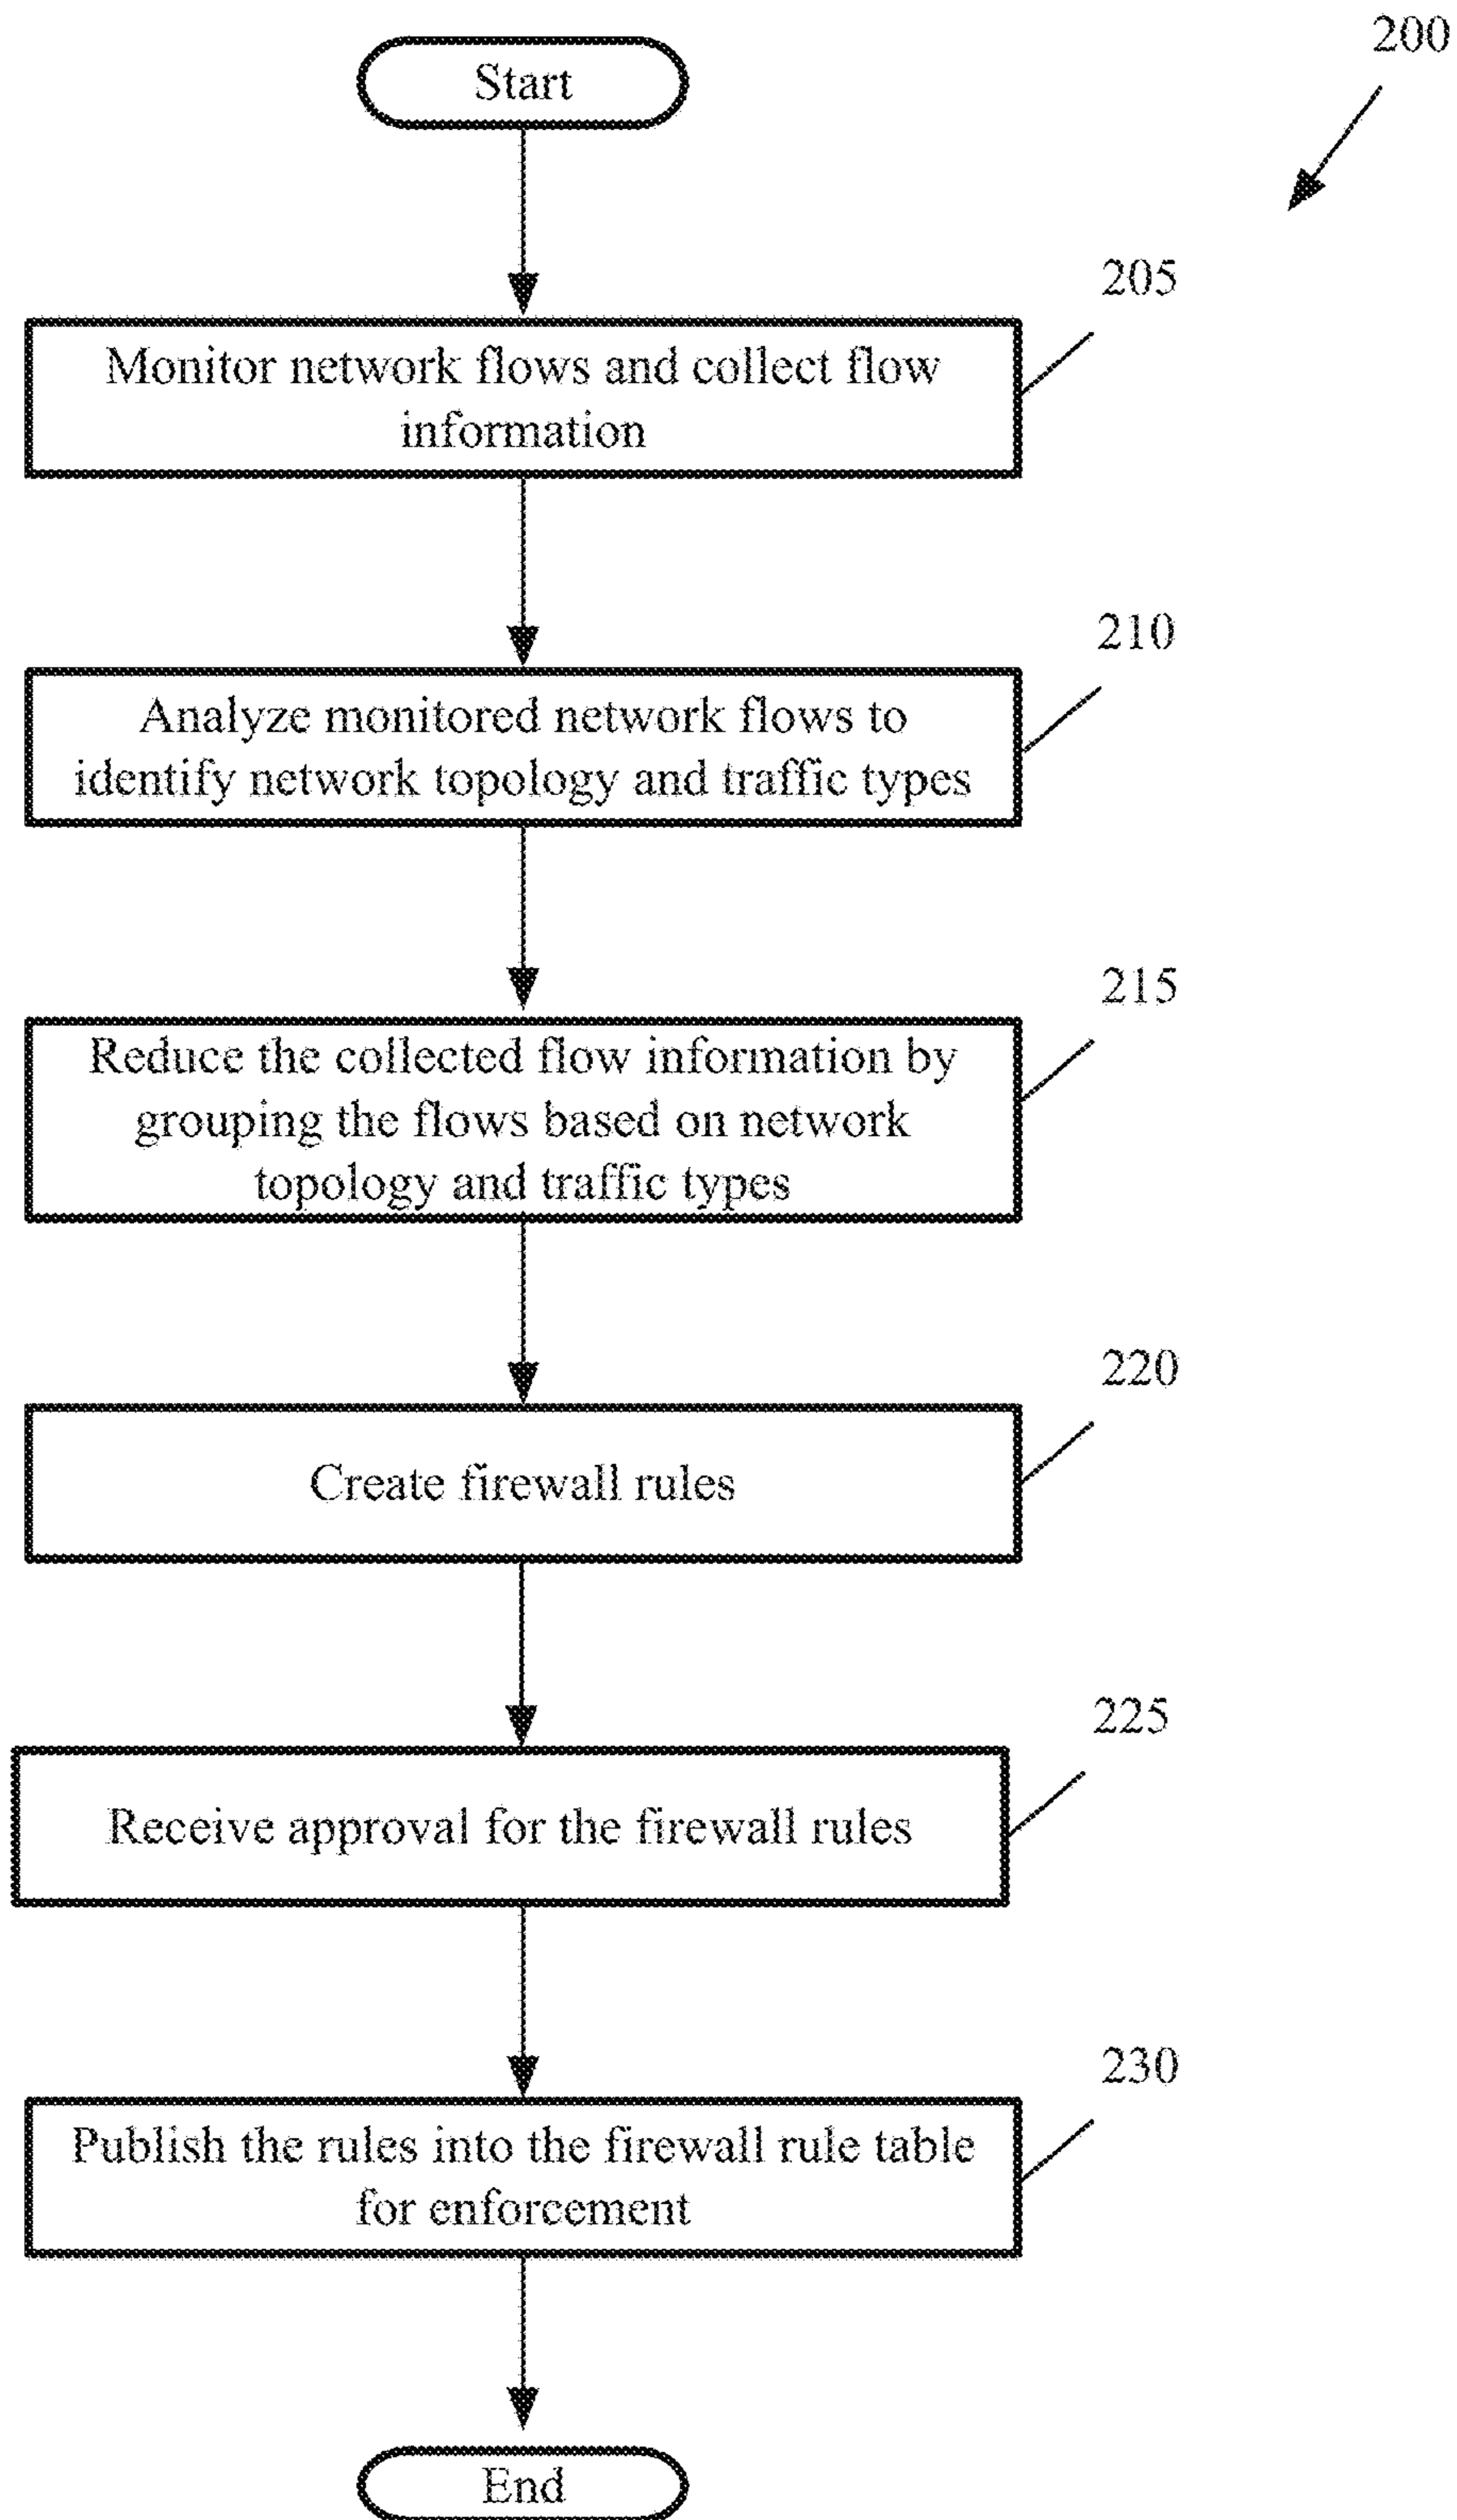 200
Start
205
Monitor network flows and collect flow
information
210
Analyze monitored network flows to
identify network topology and traffic types
215
Reduce the collected flow information by
grouping the flows based on network
topology and traffic types
220
Create firewall rules
225
Receive approval for the firewall rules
230
Publish the rules into the firewall rule table
for enforcement
End